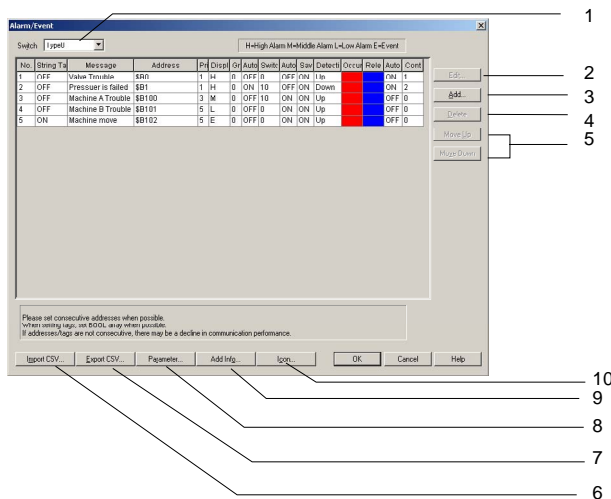 Alarm/Event
1
Switch TypeU H=High Alarm M=Middle Alarm L=Low Alarm E=Event
No. String Ta Message Address Pri Displ Gr Auto Switc Auto Sav Detecti Occur Rele Auto Cont
1 OFF Valve Trouble $B0 1 H 0 OFF 0 OFF ON Up ON 1
2 OFF Pressuer is failed $B1 1 H 0 ON 10 OFF ON Down ON 2
3 OFF Machine A Trouble $B100 3 M 0 OFF 10 ON ON Up OFF 0
4 OFF Machine B Trouble $B101 5 L 0 OFF 0 ON ON Up OFF 0
5 ON Machine move $B102 5 E 0 OFF 0 ON ON Up OFF 0
Edit... 2
Add... 3
Delete 4
Move Up 5
Move Down
Please set consecutive addresses when possible.
When setting tags, set BOOL array when possible.
If addresses/tags are not consecutive, there may be a decline in communication performance.
Import CSV... Export CSV... Parameter... Add Info... Icon... OK Cancel Help
10
9
8
7
6